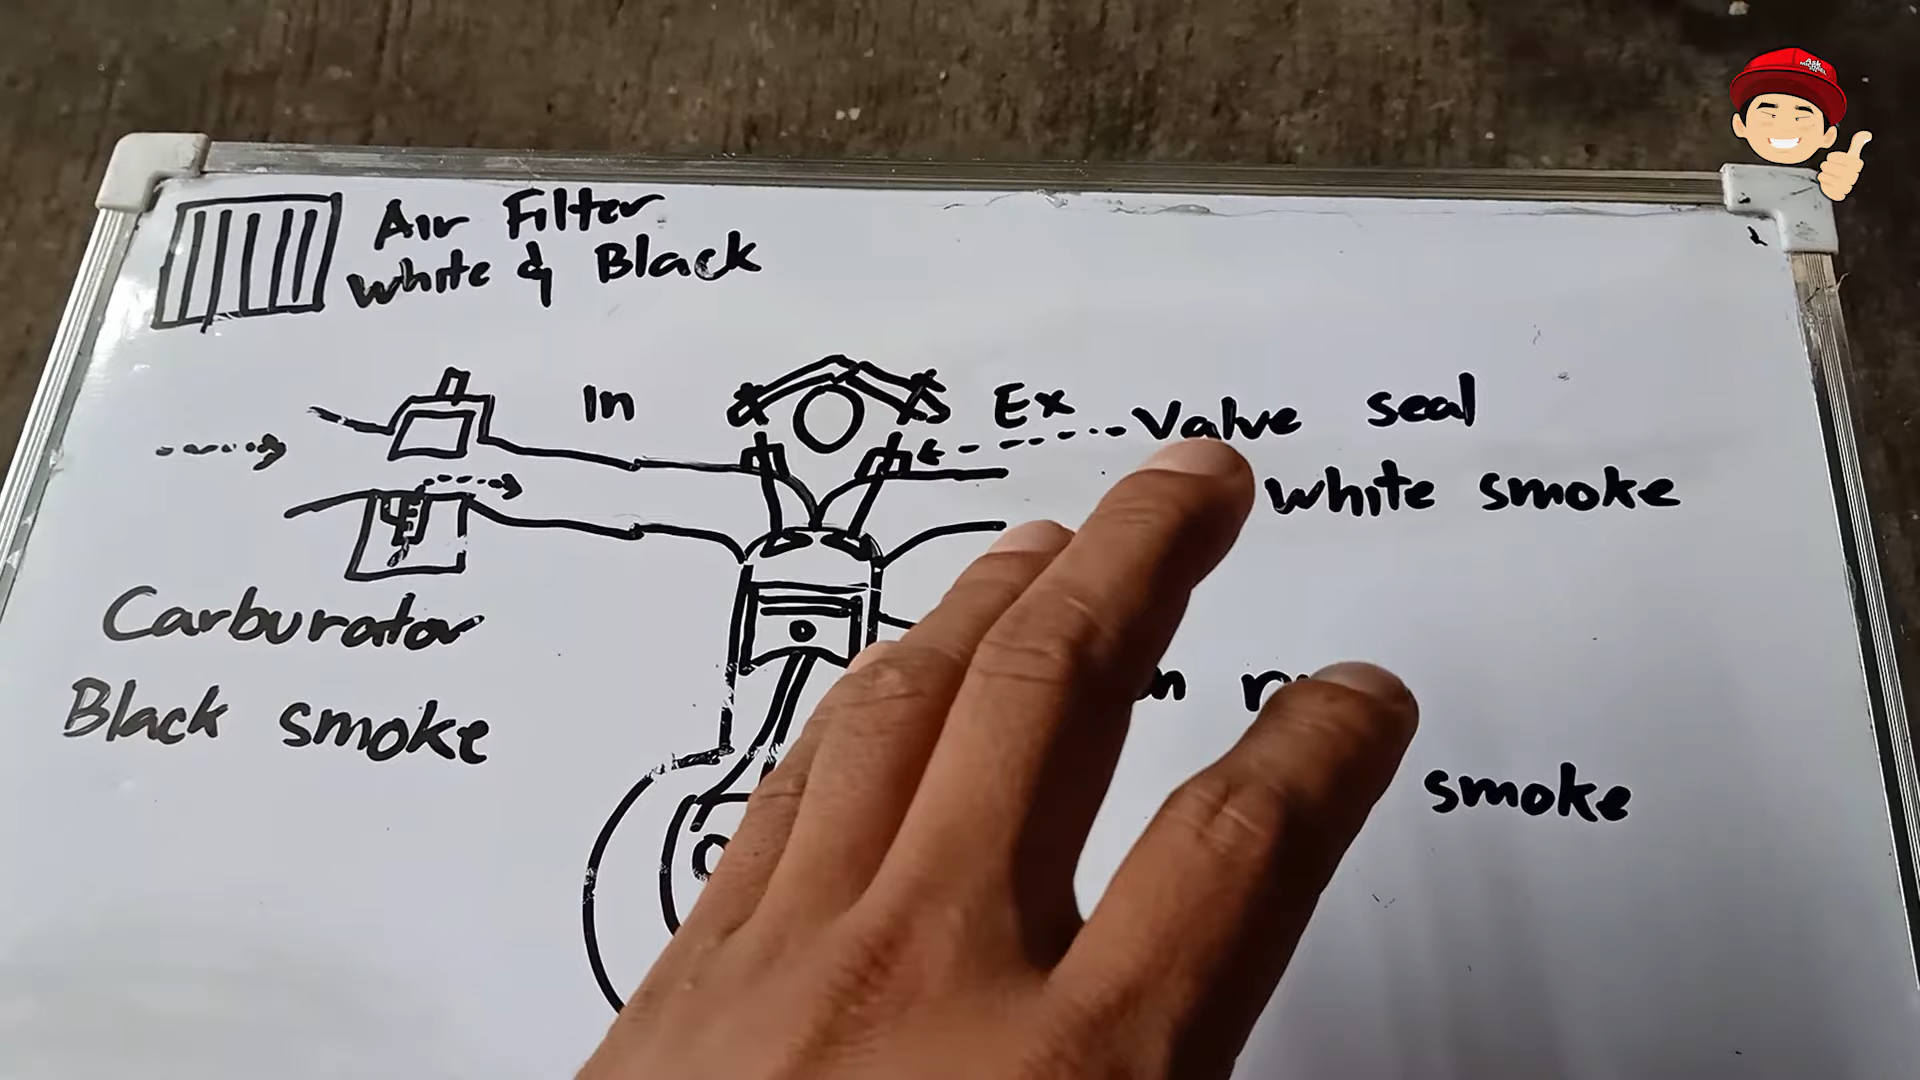 Air Filter
white & Black
In
Ex
Valve seal
white smoke
Carburator
Black smoke
smoke